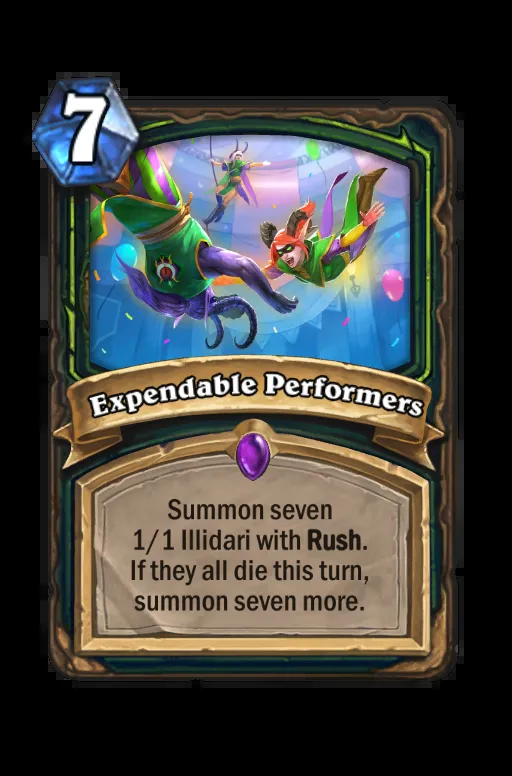 7
Expendable Performers
Summon seven
1/1 Illidari with Rush.
If they all die this turn,
summon seven more.